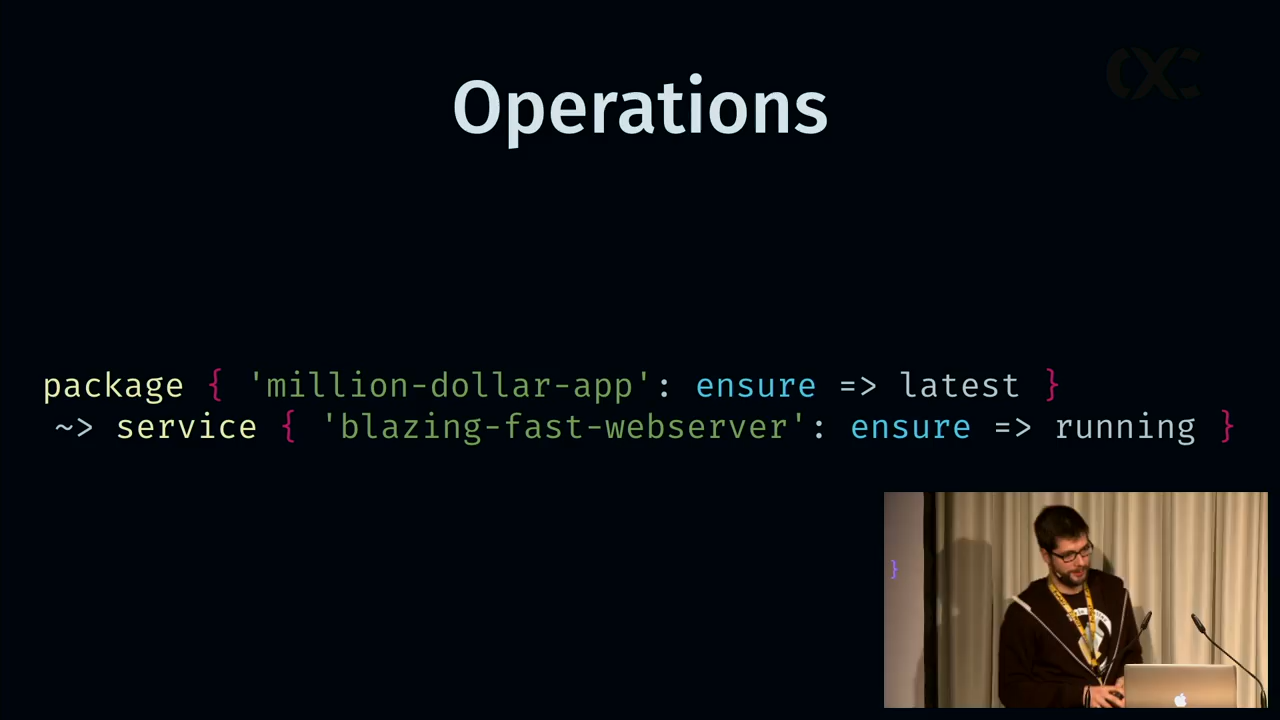 Operations
package { 'million-dollar-app': ensure => latest }
~> service { 'blazing-fast-webserver': ensure => running }
}